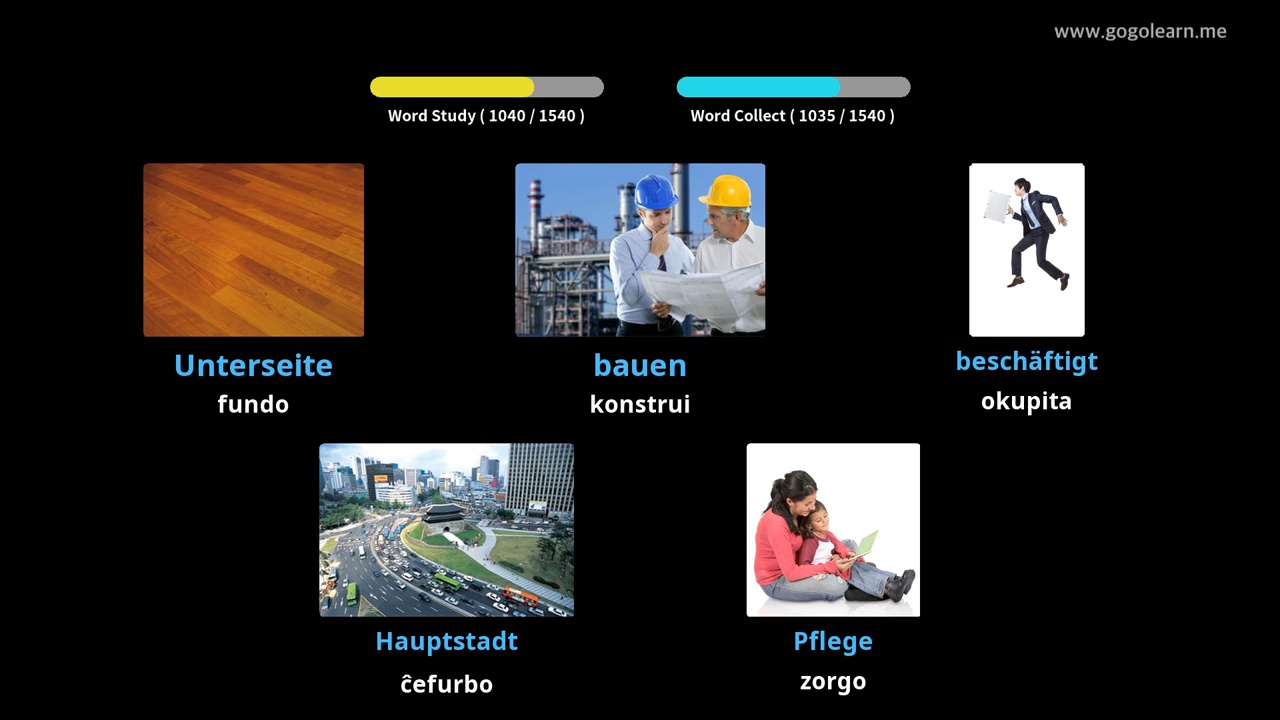 www.gogolearn.me
Word Study ( 1040 / 1540 )
Word Collect ( 1035 / 1540 )
Unterseite
fundo
bauen
konstrui
beschäftigt
okupita
Hauptstadt
ĉefurbo
Pflege
zorgo